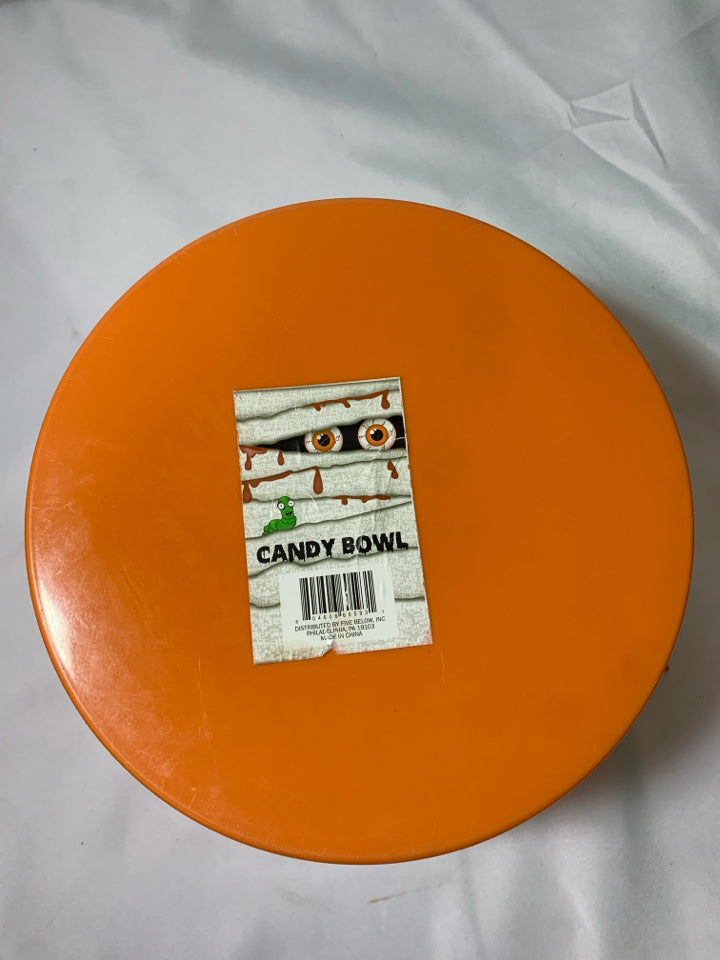 CANDY BOWL
DISTRIBUTED BY FIVE BELOW, INC
PHILADELPHIA, PA 19103
MADE IN CHINA